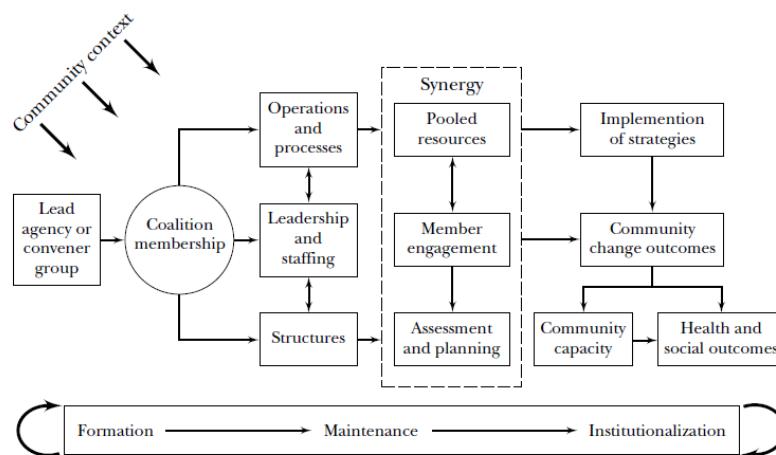 Community context
Synergy
Operations
and
processes
Pooled
resources
Implemention
of strategies
Lead
agency or
convener
group
Coalition
membership
Leadership
and
staffing
Member
engagement
Community
change outcomes
Structures
Assessment
and planning
Community
capacity
Health and
social outcomes
Formation
Maintenance
Institutionalization